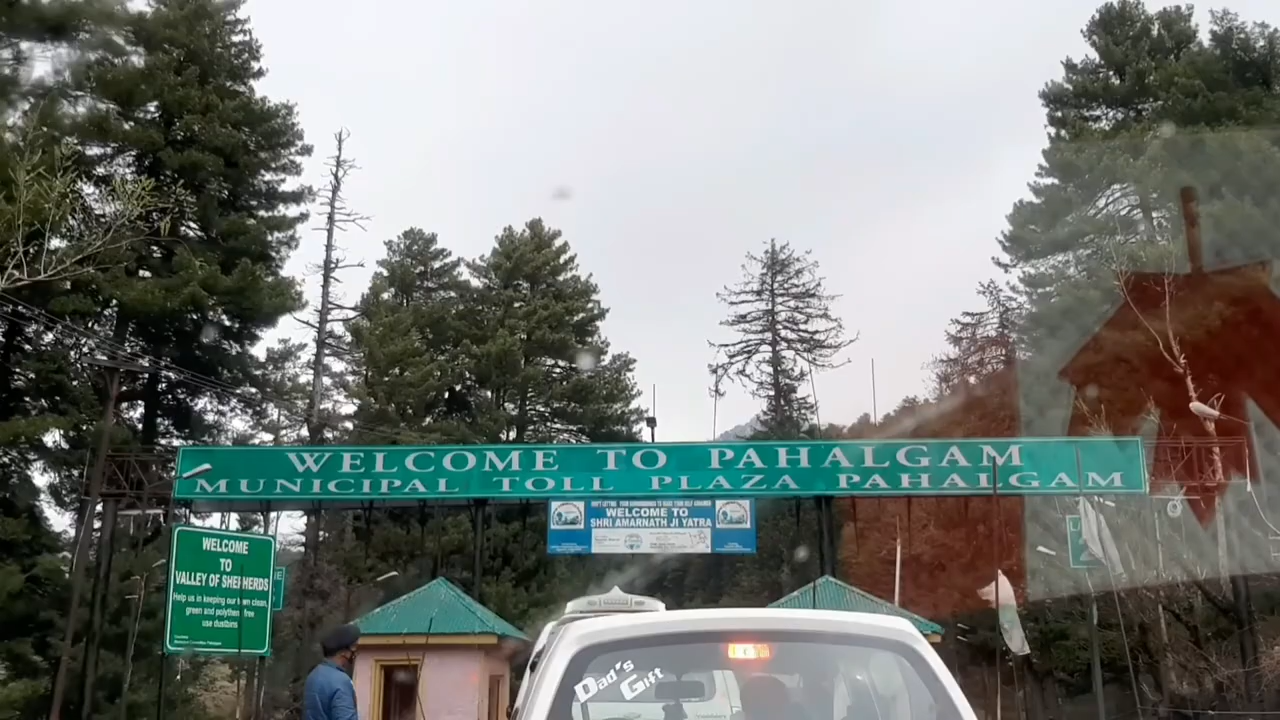 WELCOME TO PAHALGAM
MUNICIPAL TOLL PLAZA PAHALGAM
WELCOME TO
SHRI AMARNATH JI YATRA
WELCOME
TO
VALLEY OF SHEPHERDS
Help us in keeping our town clean,
green and polythene free
use dustbins
Dad's
Gift